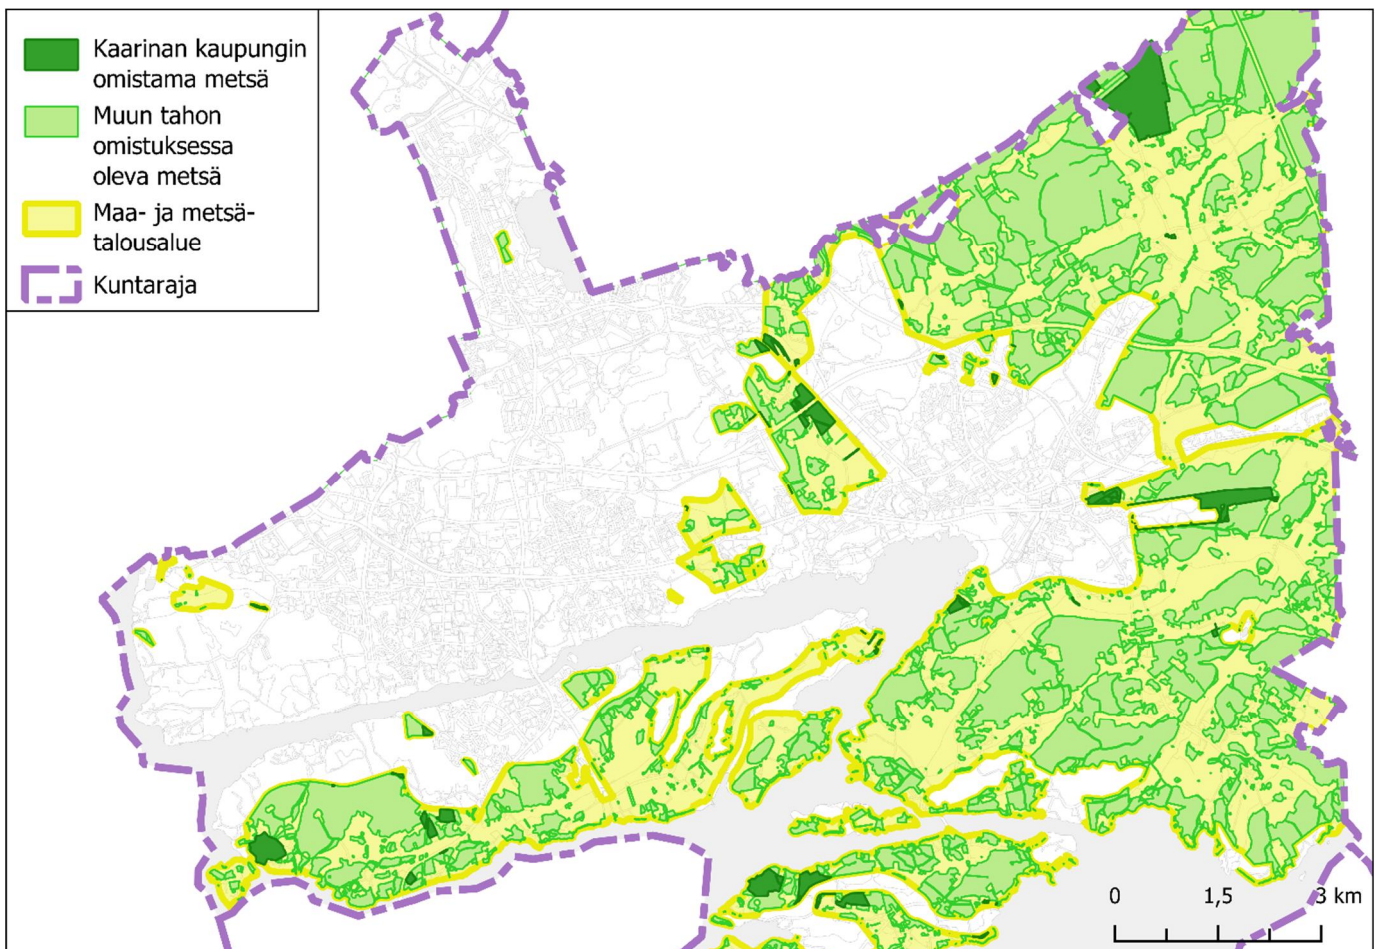 Kaarinan kaupungin
omistama metsä
Muun tahon
omistuksessa
oleva metsä
Maa- ja metsä-
talousalue
Kuntaraja
0 1,5 3 km